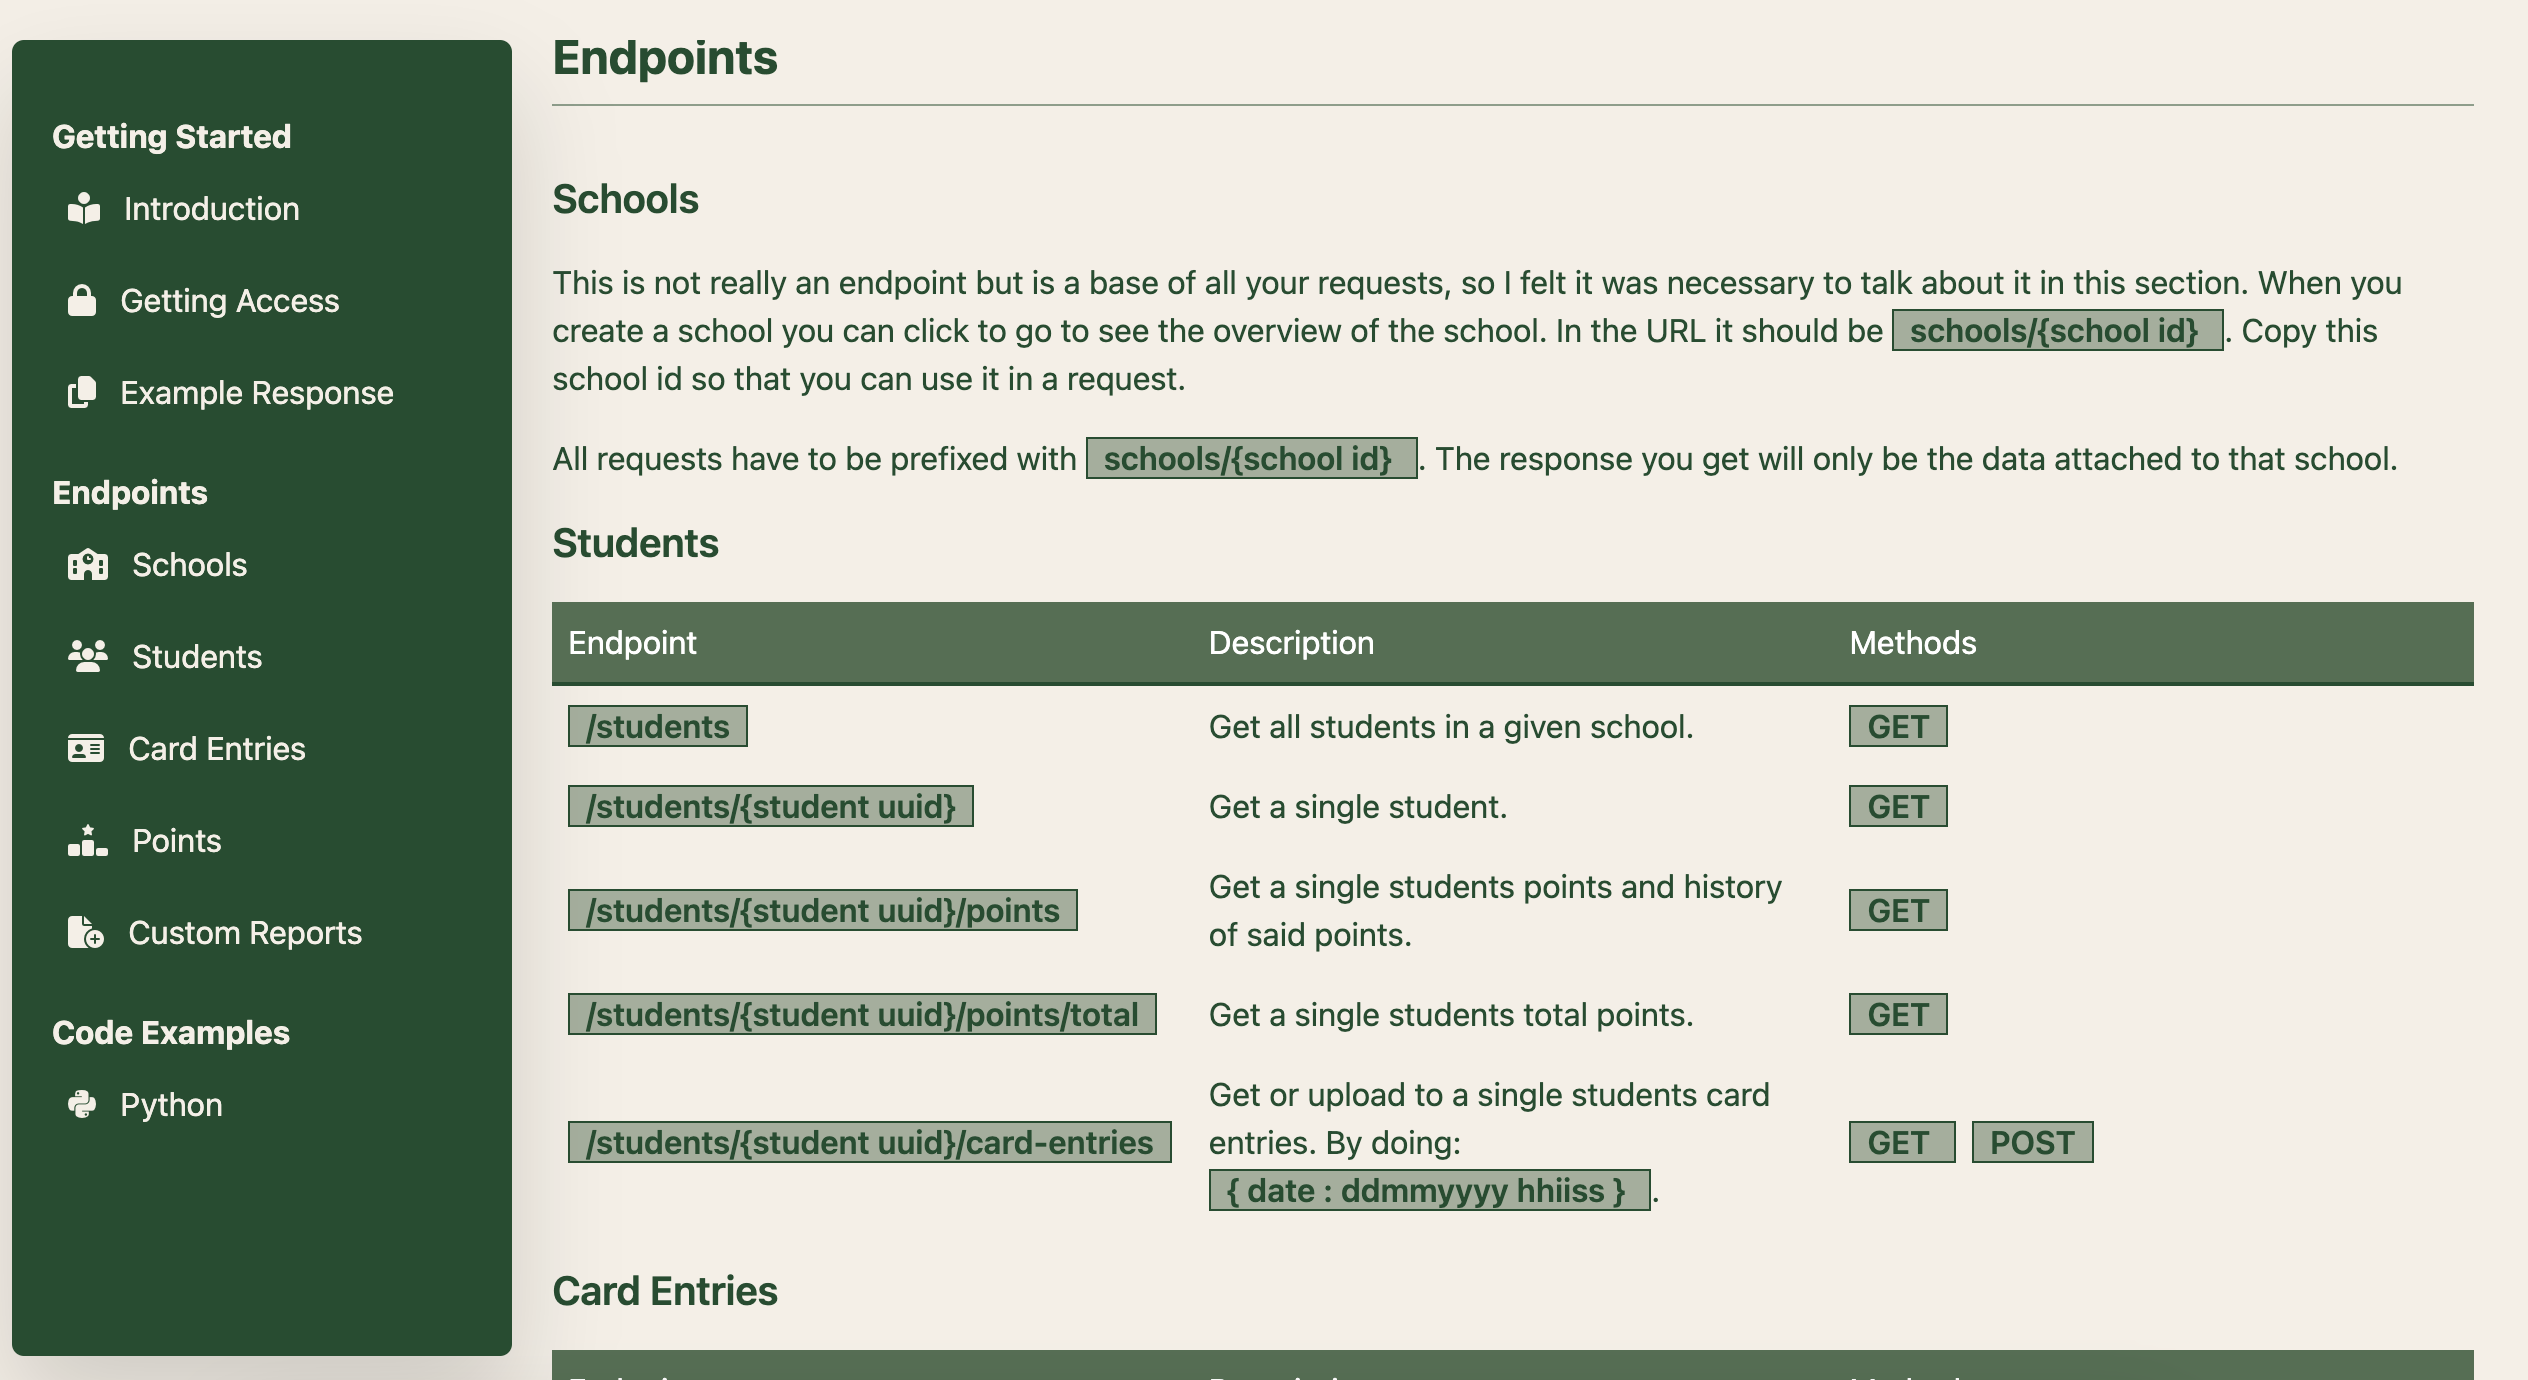 Getting Started
Introduction
Getting Access
Example Response
Endpoints
Schools
Students
Card Entries
Points
Custom Reports
Code Examples
Python
Endpoints
Schools
This is not really an endpoint but is a base of all your requests, so I felt it was necessary to talk about it in this section. When you
create a school you can click to go to see the overview of the school. In the URL it should be schools/{school id} . Copy this
school id so that you can use it in a request.
All requests have to be prefixed with schools/{school id} . The response you get will only be the data attached to that school.
Students
Endpoint Description Methods
/students Get all students in a given school. GET
/students/{student uuid} Get a single student. GET
/students/{student uuid}/points Get a single students points and history
of said points. GET
/students/{student uuid}/points/total Get a single students total points. GET
/students/{student uuid}/card-entries Get or upload to a single students card
entries. By doing: GET POST
{ date : ddmmyyyy hhiiss } .
Card Entries